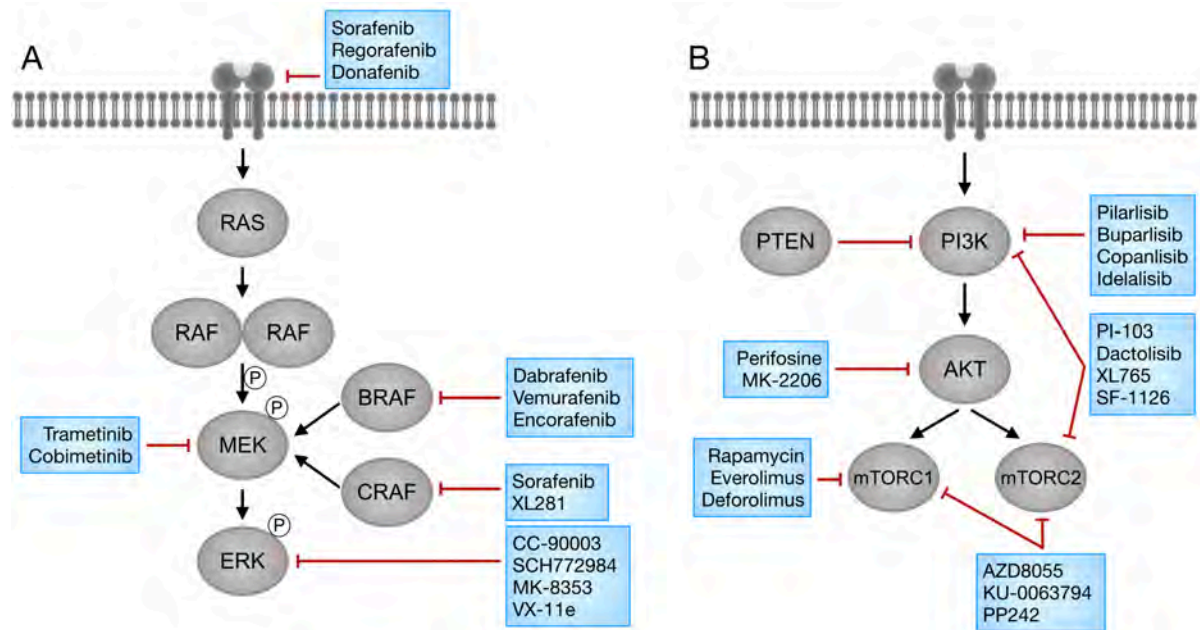 A
Sorafenib
Regorafenib
Donafenib
RAS
RAF
RAF
P
P
MEK
Trametinib
Cobimetinib
BRAF
Dabrafenib
Vemurafenib
Encorafenib
CRAF
Sorafenib
XL281
P
ERK
CC-90003
SCH772984
MK-8353
VX-11e
B
PTEN
PI3K
Pilarlisib
Buparlisib
Copanlisib
Idelalisib
PI-103
Dactolisib
XL765
SF-1126
Perifosine
MK-2206
AKT
Rapamycin
Everolimus
Deforolimus
mTORC1
mTORC2
AZD8055
KU-0063794
PP242